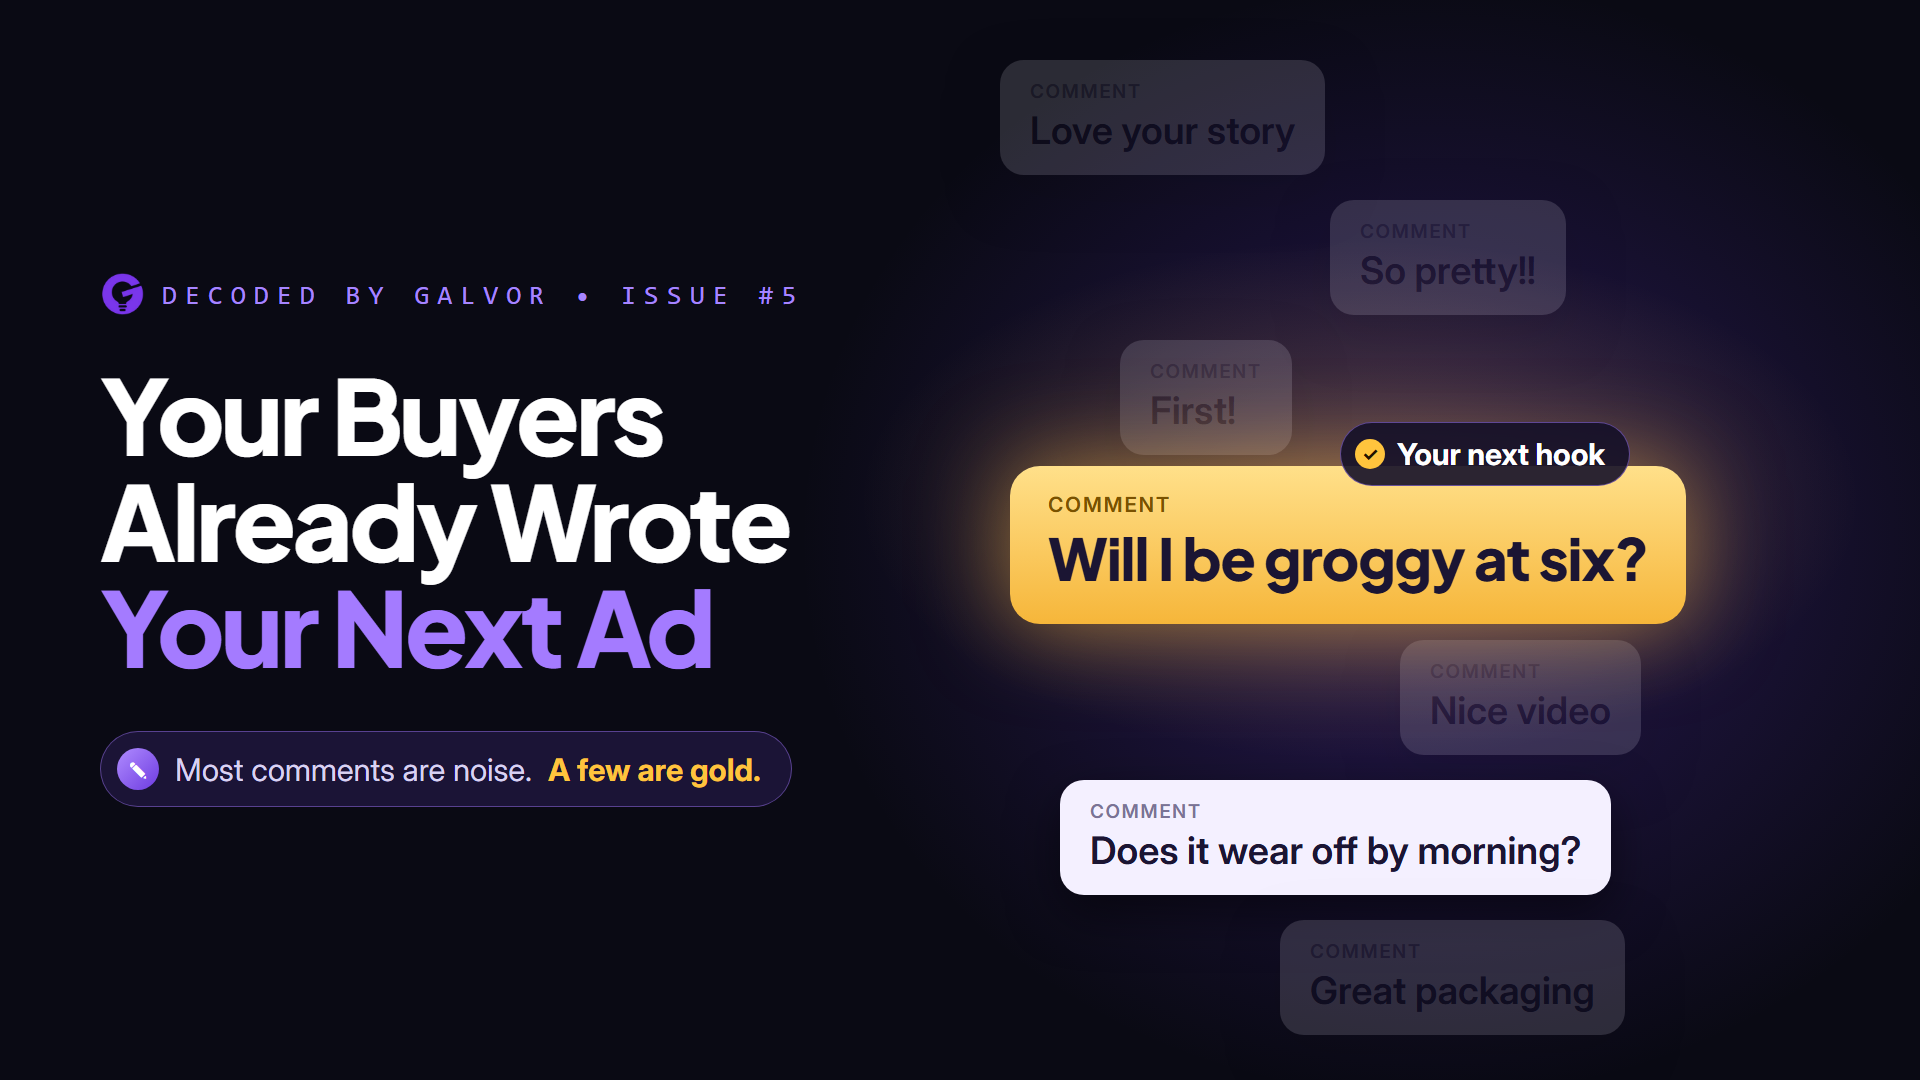 DECODED BY GALVOR • ISSUE #5
Your Buyers
Already Wrote
Your Next Ad
Most comments are noise. A few are gold.
COMMENT
Love your story
COMMENT
So pretty!!
COMMENT
First!
Your next hook
COMMENT
Will I be groggy at six?
COMMENT
Nice video
COMMENT
Does it wear off by morning?
COMMENT
Great packaging